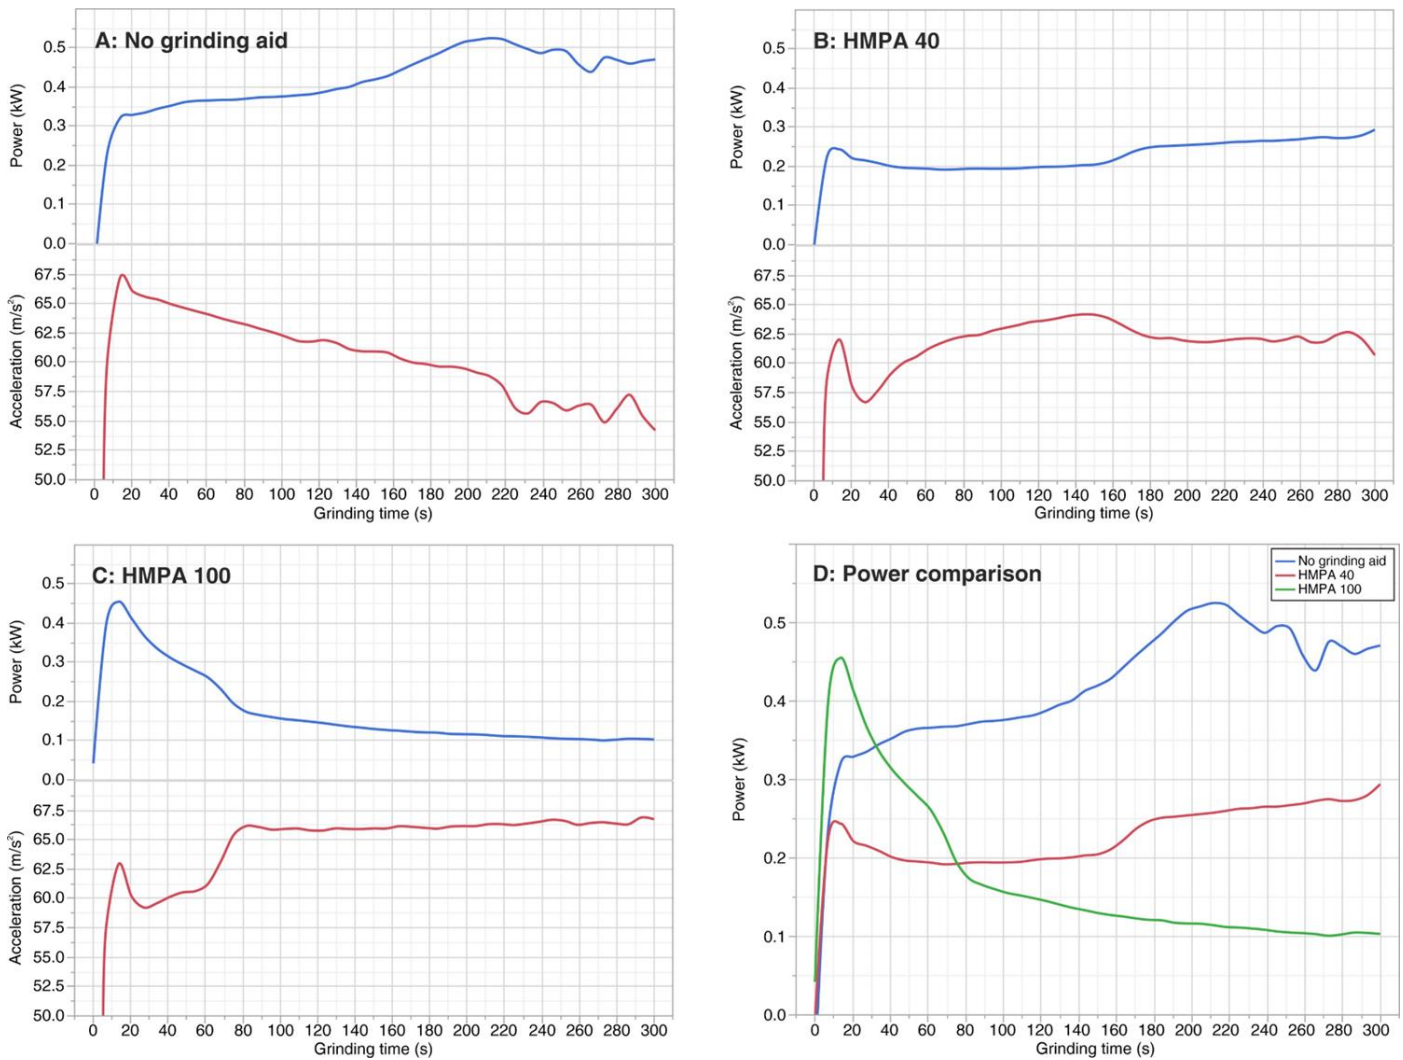 A: No grinding aid
Power (kW)
0.5
0.4
0.3
0.2
0.1
0.0
Acceleration (m/s²)
67.5
65.0
62.5
60.0
57.5
55.0
52.5
50.0
0 20 40 60 80 100 120 140 160 180 200 220 240 260 280 300
Grinding time (s)
B: HMPA 40
Power (kW)
0.5
0.4
0.3
0.2
0.1
0.0
Acceleration (m/s²)
67.5
65.0
62.5
60.0
57.5
55.0
52.5
50.0
0 20 40 60 80 100 120 140 160 180 200 220 240 260 280 300
Grinding time (s)
C: HMPA 100
Power (kW)
0.5
0.4
0.3
0.2
0.1
0.0
Acceleration (m/s²)
67.5
65.0
62.5
60.0
57.5
55.0
52.5
50.0
0 20 40 60 80 100 120 140 160 180 200 220 240 260 280 300
Grinding time (s)
D: Power comparison
No grinding aid
HMPA 40
HMPA 100
Power (kW)
0.5
0.4
0.3
0.2
0.1
0.0
0 20 40 60 80 100 120 140 160 180 200 220 240 260 280 300
Grinding time (s)